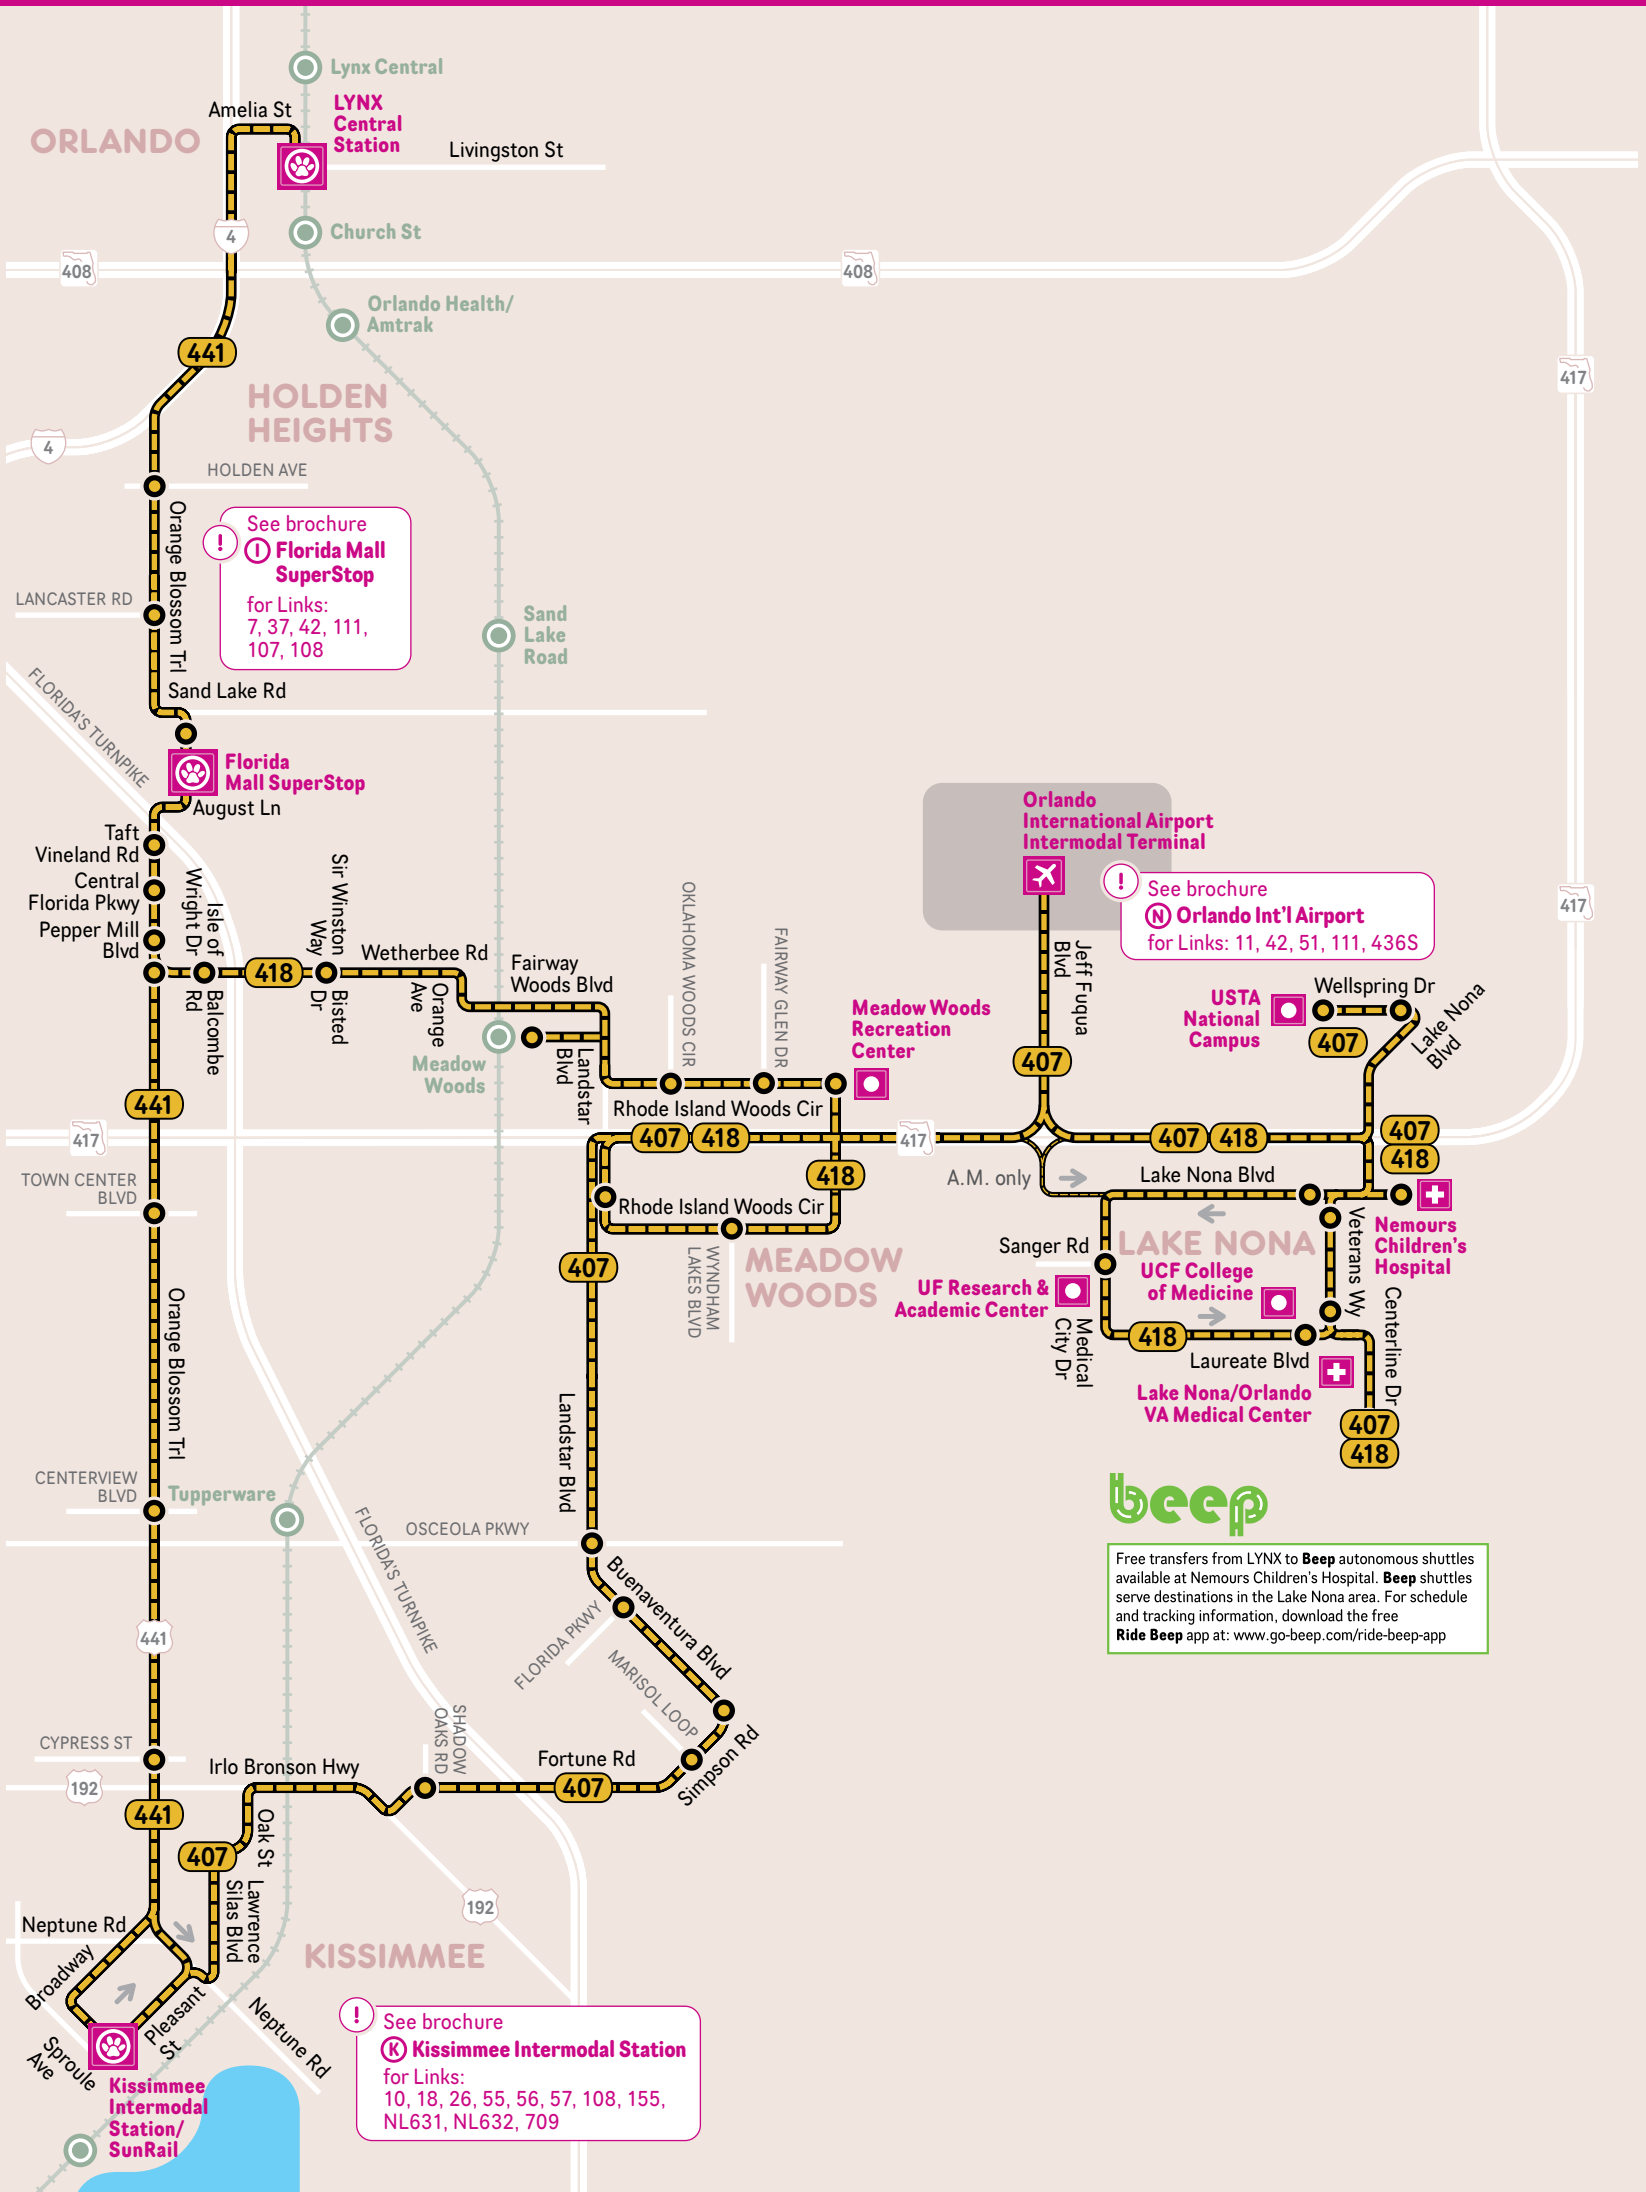 Lynx Central
Amelia St
LYNX
Central
Station
ORLANDO
Livingston St
4
Church St
408
408
Orlando Health/
Amtrak
441
417
HOLDEN
HEIGHTS
4
HOLDEN AVE
Orange Blossom Trl
See brochure
!
I Florida Mall
SuperStop
for Links:
7, 37, 42, 111,
107, 108
LANCASTER RD
Sand
Lake
Road
FLORIDA'S TURNPIKE
Sand Lake Rd
Florida
Mall SuperStop
August Ln
Taft
Vineland Rd
Central
Florida Pkwy
Pepper Mill
Blvd
Wright Dr
Isle of
Balcombe
Rd
418
Sir Winston
Way
Bisted
Dr
Wetherbee Rd
Orange
Ave
Fairway
Woods Blvd
Landstar
Blvd
Meadow
Woods
OKLAHOMA WOODS CIR
FAIRWAY GLEN DR
Meadow Woods
Recreation
Center
Rhode Island Woods Cir
Orlando
International Airport
Intermodal Terminal
!
See brochure
N Orlando Int'l Airport
for Links: 11, 42, 51, 111, 436S
417
Jeff Fuqua
Blvd
407
USTA
National
Campus
Wellspring Dr
407
Lake Nona
Blvd
441
417
407
418
417
407
418
407
418
TOWN CENTER
BLVD
418
A.M. only
Lake Nona Blvd
Rhode Island Woods Cir
WYNDHAM
LAKES BLVD
MEADOW
WOODS
407
Sanger Rd
LAKE NONA
Veterans Wy
Nemours
Children's
Hospital
UF Research &
Academic Center
UCF College
of Medicine
Medical
City Dr
418
Laureate Blvd
Centerline Dr
Lake Nona/Orlando
VA Medical Center
407
418
Orange Blossom Trl
Landstar Blvd
CENTERVIEW
BLVD
Tupperware
beep
Free transfers from LYNX to Beep autonomous shuttles
available at Nemours Children's Hospital. Beep shuttles
serve destinations in the Lake Nona area. For schedule
and tracking information, download the free
Ride Beep app at: www.go-beep.com/ride-beep-app
OSCEOLA PKWY
FLORIDA'S TURNPIKE
Buenaventura Blvd
FLORIDA PKWY
MARISOL LOOP
441
SHADOW
OAKS RD
Simpson Rd
CYPRESS ST
192
Irlo Bronson Hwy
Fortune Rd
407
441
Oak St
407
Lawrence
Silas Blvd
192
Neptune Rd
Broadway
KISSIMMEE
Pleasant
St
Neptune Rd
Sproule
Ave
Kissimmee
Intermodal
Station/
SunRail
!
See brochure
K Kissimmee Intermodal Station
for Links:
10, 18, 26, 55, 56, 57, 108, 155,
NL631, NL632, 709